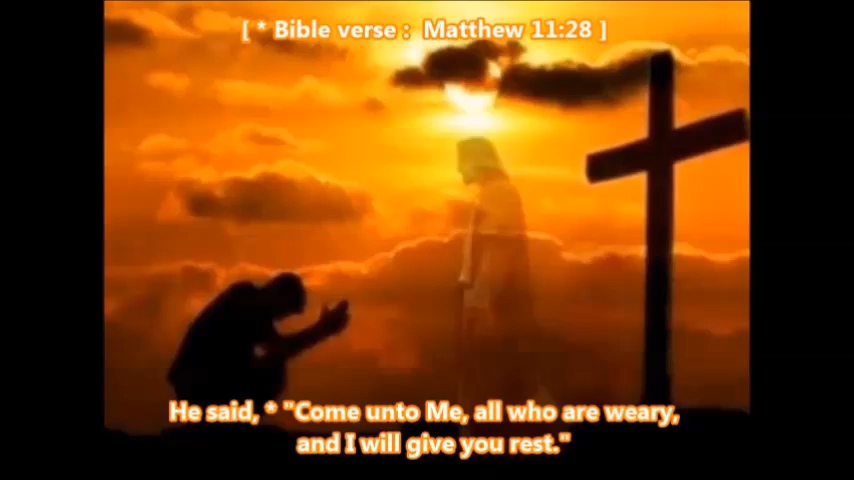 [ * Bible verse :  Matthew 11:28 ]
He said, * "Come unto Me, all who are weary,
and I will give you rest."